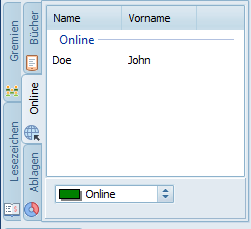 Gremien
Lesezeichen
Bücher
Online
Ablagen
Name Vorname
Online
Doe John
Online